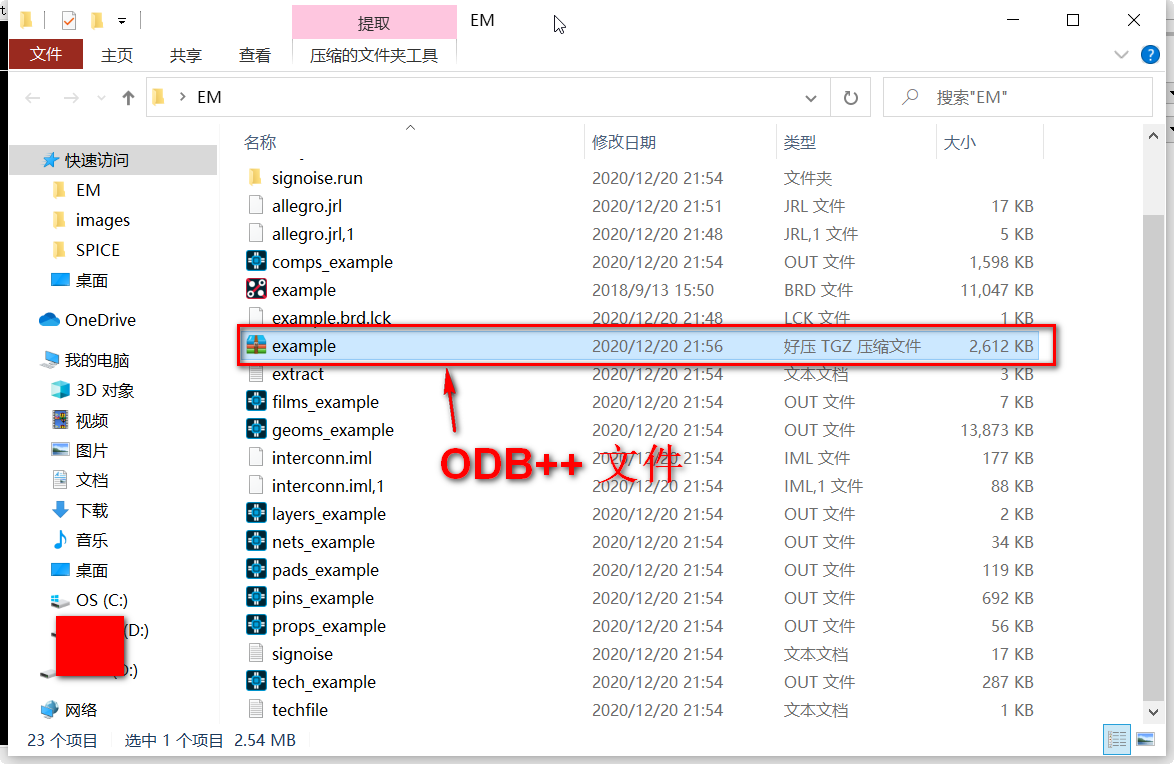 提取
EM
文件 主页 共享 查看 压缩的文件夹工具
EM
搜索"EM"
名称 修改日期 类型 大小
快速访问
EM
images
SPICE
桌面
OneDrive
我的电脑
3D 对象
视频
图片
文档
下载
音乐
桌面
OS (C:)
(D:)
网络
signoise.run 2020/12/20 21:54 文件夹
allegro.jrl 2020/12/20 21:51 JRL 文件 17 KB
allegro.jrl,1 2020/12/20 21:48 JRL,1 文件 5 KB
comps_example 2020/12/20 21:54 OUT 文件 1,598 KB
example 2018/9/13 15:50 BRD 文件 11,047 KB
example.brd.lck 2020/12/20 21:48 LCK 文件 1 KB
example 2020/12/20 21:56 好压 TGZ 压缩文件 2,612 KB
extract 2020/12/20 21:54 文本文档 3 KB
films_example 2020/12/20 21:54 OUT 文件 7 KB
geoms_example 2020/12/20 21:54 OUT 文件 13,873 KB
ODB++ 文件
interconn.iml 2020/12/20 21:54 IML 文件 177 KB
interconn.iml,1 2020/12/20 21:54 IML,1 文件 88 KB
layers_example 2020/12/20 21:54 OUT 文件 2 KB
nets_example 2020/12/20 21:54 OUT 文件 34 KB
pads_example 2020/12/20 21:54 OUT 文件 119 KB
pins_example 2020/12/20 21:54 OUT 文件 692 KB
props_example 2020/12/20 21:54 OUT 文件 56 KB
signoise 2020/12/20 21:54 文本文档 17 KB
tech_example 2020/12/20 21:54 OUT 文件 287 KB
techfile 2020/12/20 21:54 文本文档 1 KB
23 个项目 选中 1 个项目 2.54 MB